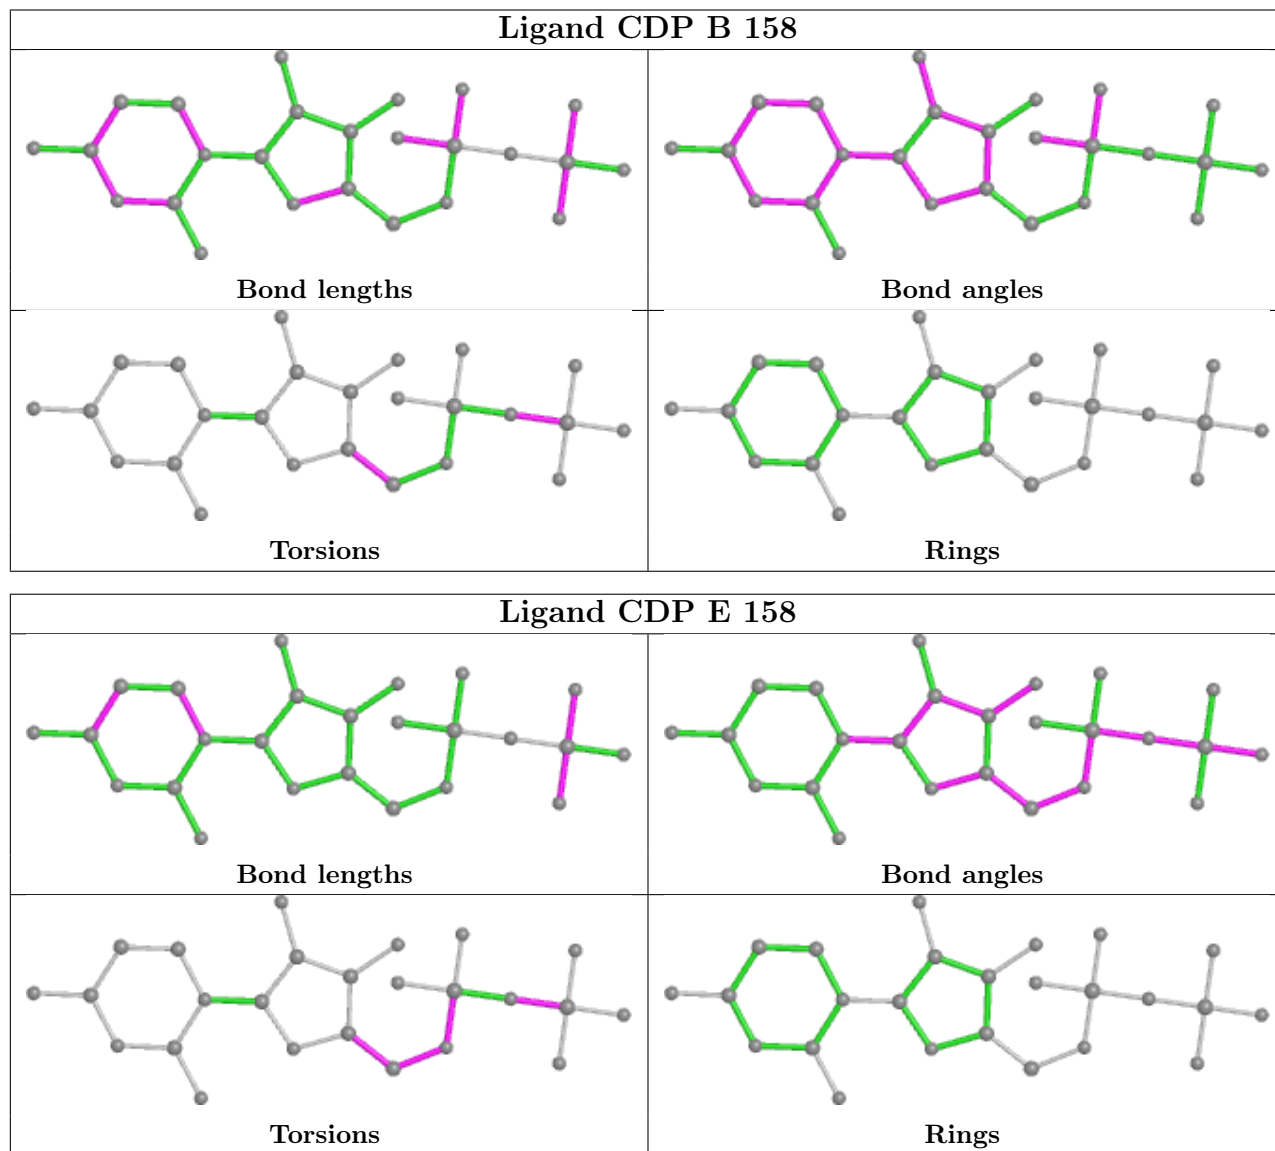 Ligand CDP B 158
Bond lengths
Bond angles
Torsions
Rings
Ligand CDP E 158
Bond lengths
Bond angles
Torsions
Rings